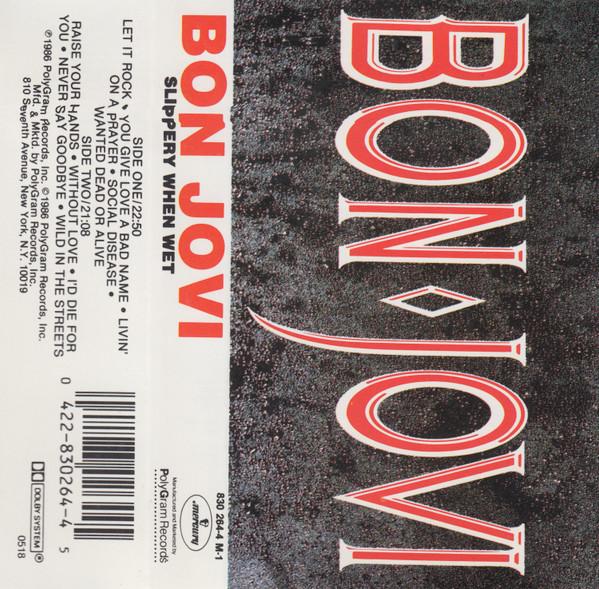 BON JOVI
BON JOVI
SLIPPERY WHEN WET
830 264-4 M-1
mercury
Manufactured and Marketed by
PolyGram Records
SIDE ONE/22:50
LET IT ROCK • YOU GIVE LOVE A BAD NAME • LIVIN'
ON A PRAYER • SOCIAL DISEASE •
WANTED DEAD OR ALIVE
SIDE TWO/21:08
RAISE YOUR HANDS • WITHOUT LOVE • I'D DIE FOR
YOU • NEVER SAY GOODBYE • WILD IN THE STREETS
℗1986 PolyGram Records, Inc. ©1986 PolyGram Records, Inc.
Mfd. & Mktd. by PolyGram Records, Inc.
810 Seventh Avenue, New York, N.Y. 10019
0 422-830264-4 5
DOLBY SYSTEM ®
0518